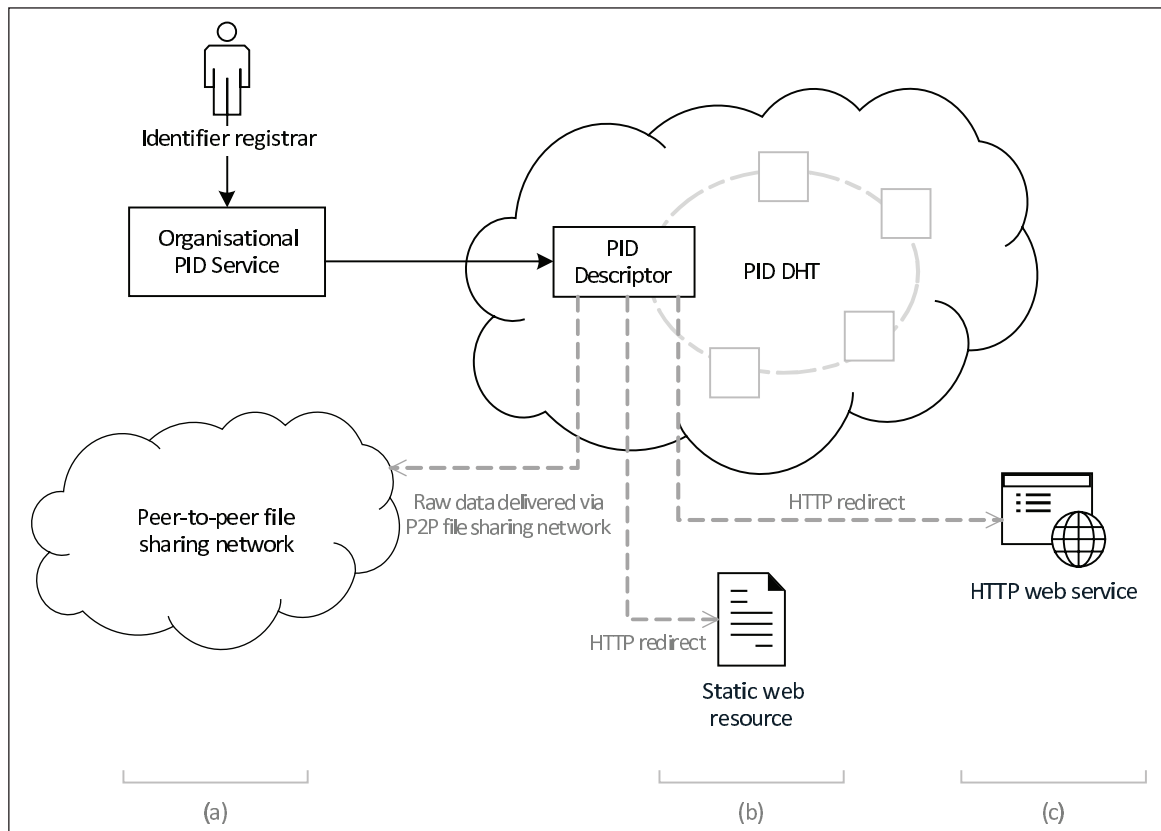 Identifier registrar
Organisational
PID Service
PID
Descriptor
PID DHT
Peer-to-peer file
sharing network
Raw data delivered via
P2P file sharing network
HTTP redirect
HTTP web service
HTTP redirect
Static web
resource
(a)
(b)
(c)